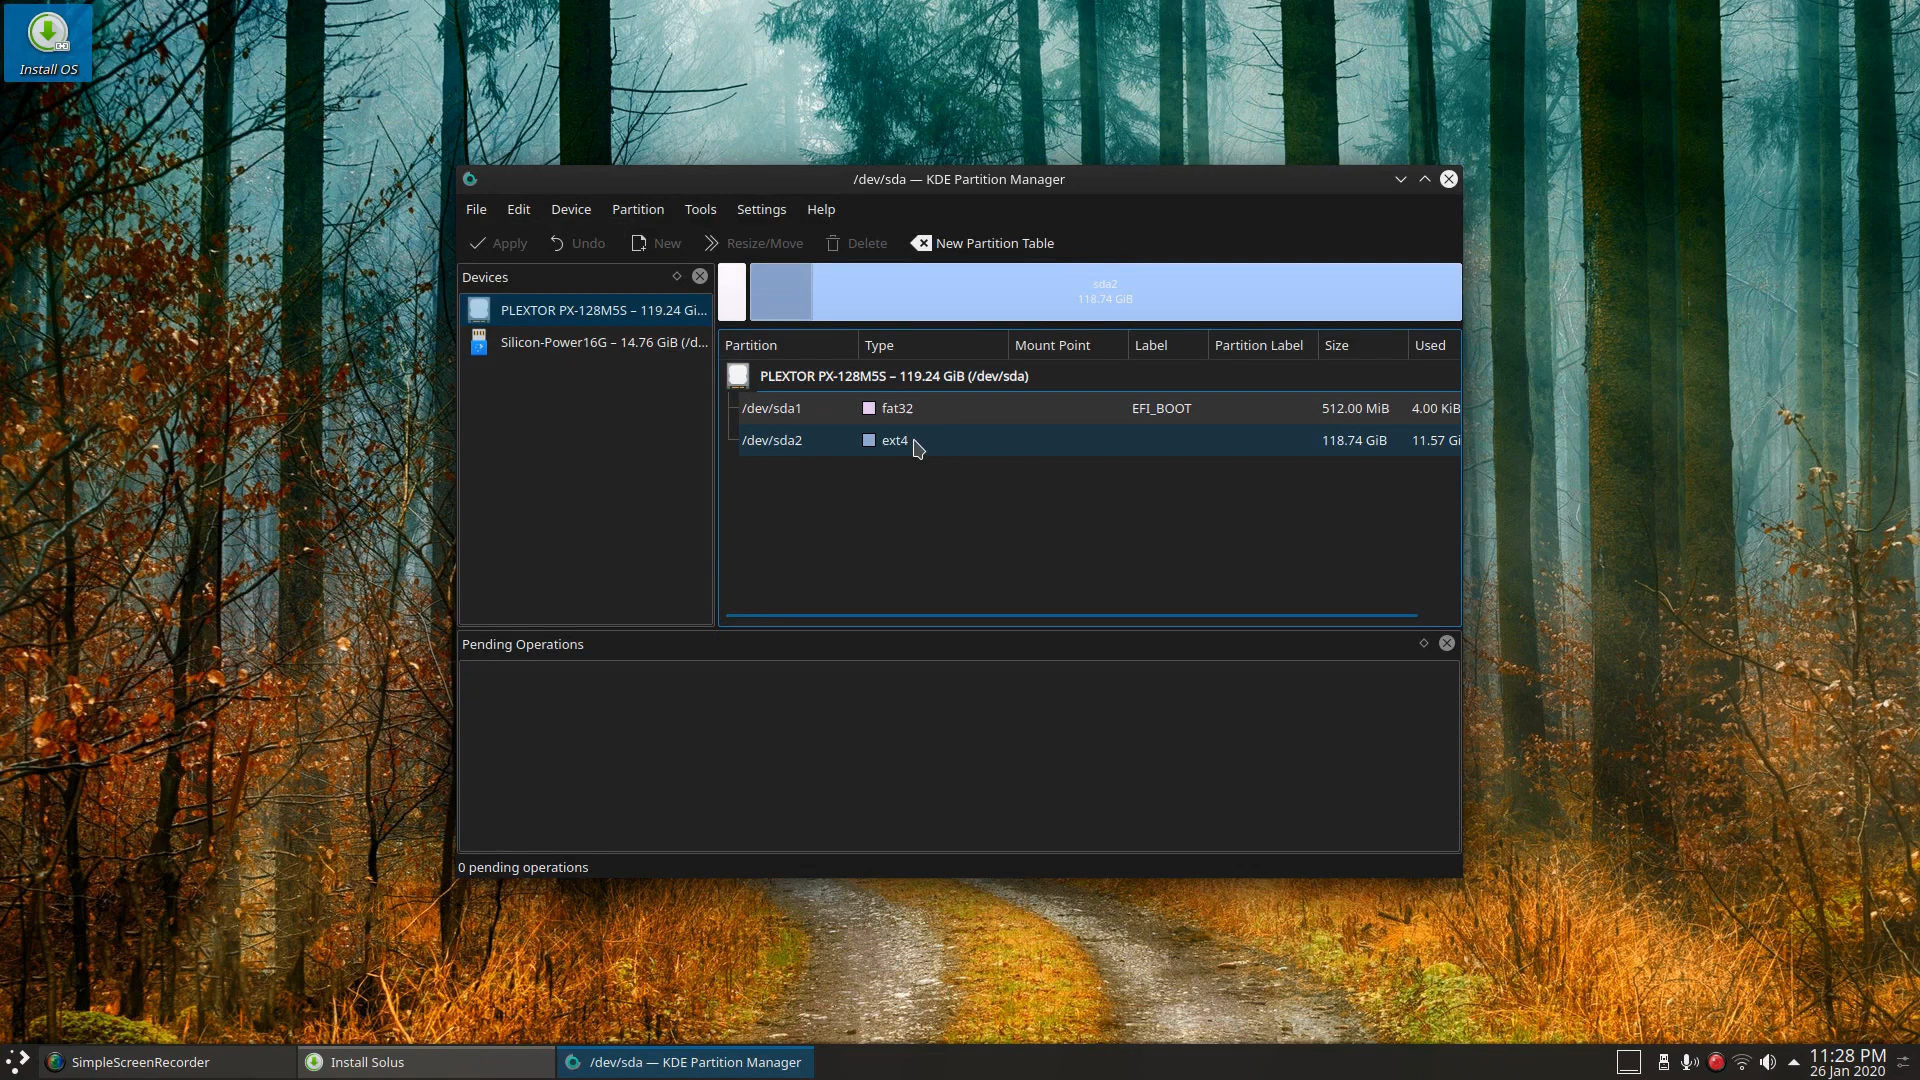 Install OS
/dev/sda — KDE Partition Manager
File Edit Device Partition Tools Settings Help
Apply Undo New Resize/Move Delete New Partition Table
Devices
PLEXTOR PX-128M5S – 119.24 Gi...
Silicon-Power16G – 14.76 GiB (/d...
sda2
118.74 GiB
Partition Type Mount Point Label Partition Label Size Used
PLEXTOR PX-128M5S – 119.24 GiB (/dev/sda)
/dev/sda1 fat32 EFI_BOOT 512.00 MiB 4.00 KiB
/dev/sda2 ext4 118.74 GiB 11.57 Gi
Pending Operations
0 pending operations
SimpleScreenRecorder Install Solus /dev/sda — KDE Partition Manager 11:28 PM
26 Jan 2020